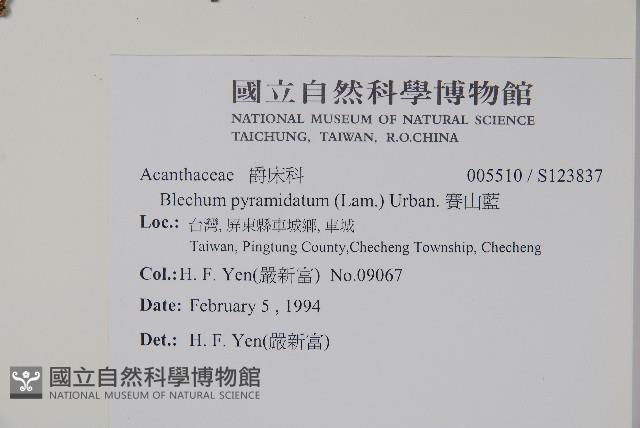 國立自然科學博物館
NATIONAL MUSEUM OF NATURAL SCIENCE
TAICHUNG, TAIWAN, R.O.CHINA
Acanthaceae 爵床科 005510 / S123837
Blechum pyramidatum (Lam.) Urban. 賽山藍
Loc.: 台灣, 屏東縣車城鄉, 車城
Taiwan, Pingtung County,Checheng Township, Checheng
Col.: H. F. Yen(嚴新富) No.09067
Date: February 5 , 1994
Det.: H. F. Yen(嚴新富)
國立自然科學博物館
NATIONAL MUSEUM OF NATURAL SCIENCE